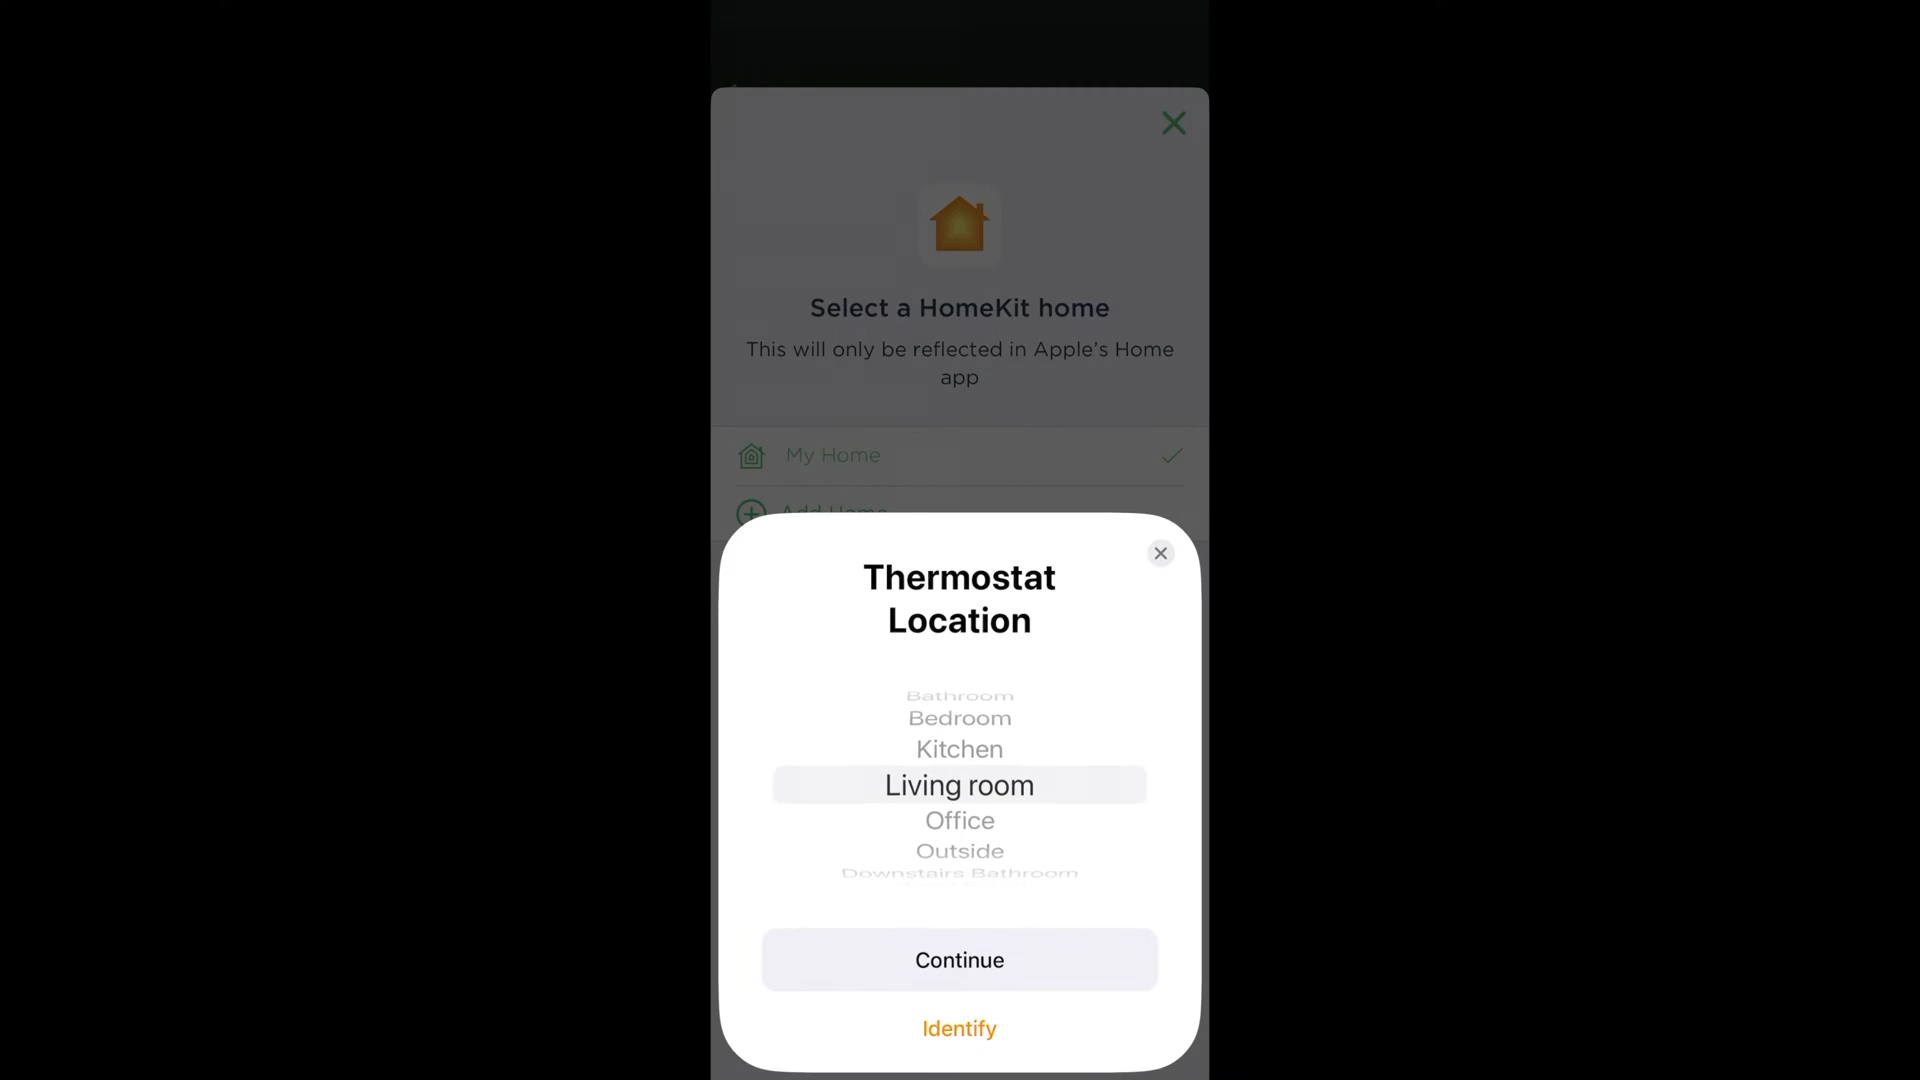 Select a HomeKit home
This will only be reflected in Apple's Home
app
My Home
Add Home
Thermostat
Location
Bathroom
Bedroom
Kitchen
Living room
Office
Outside
Downstairs Bathroom
Continue
Identify